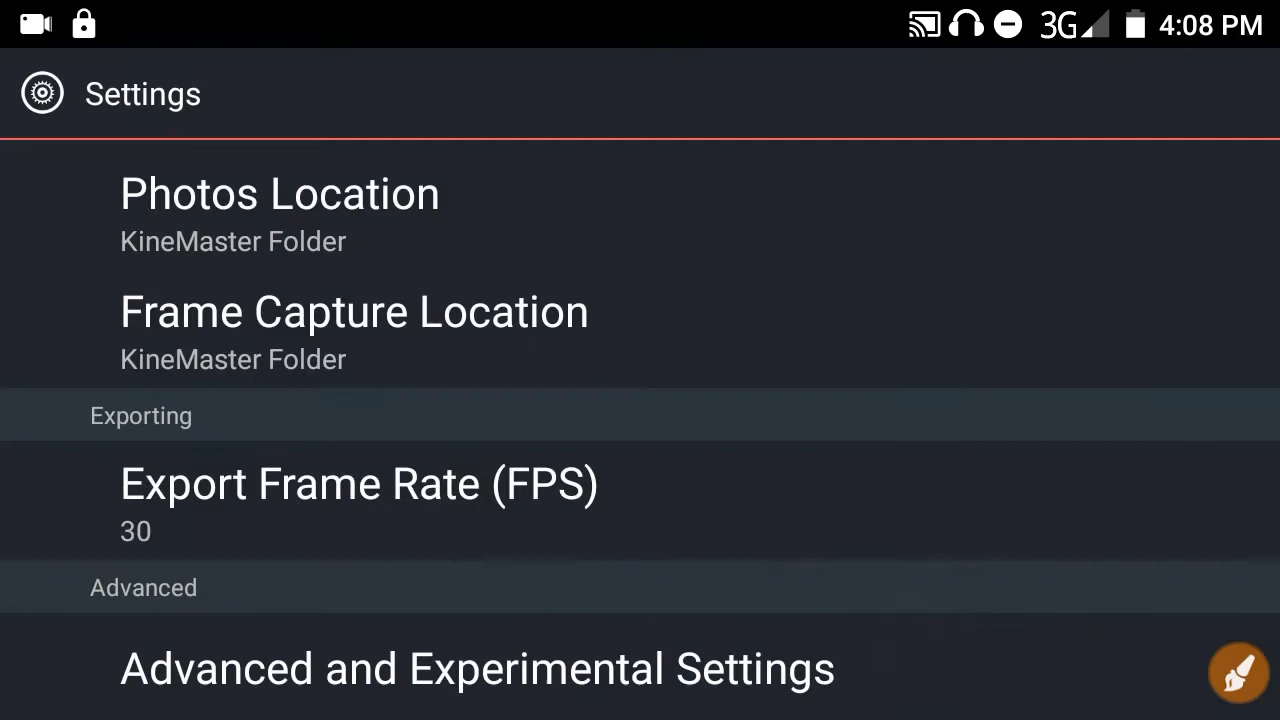 3G 4:08 PM
Settings
Photos Location
KineMaster Folder
Frame Capture Location
KineMaster Folder
Exporting
Export Frame Rate (FPS)
30
Advanced
Advanced and Experimental Settings